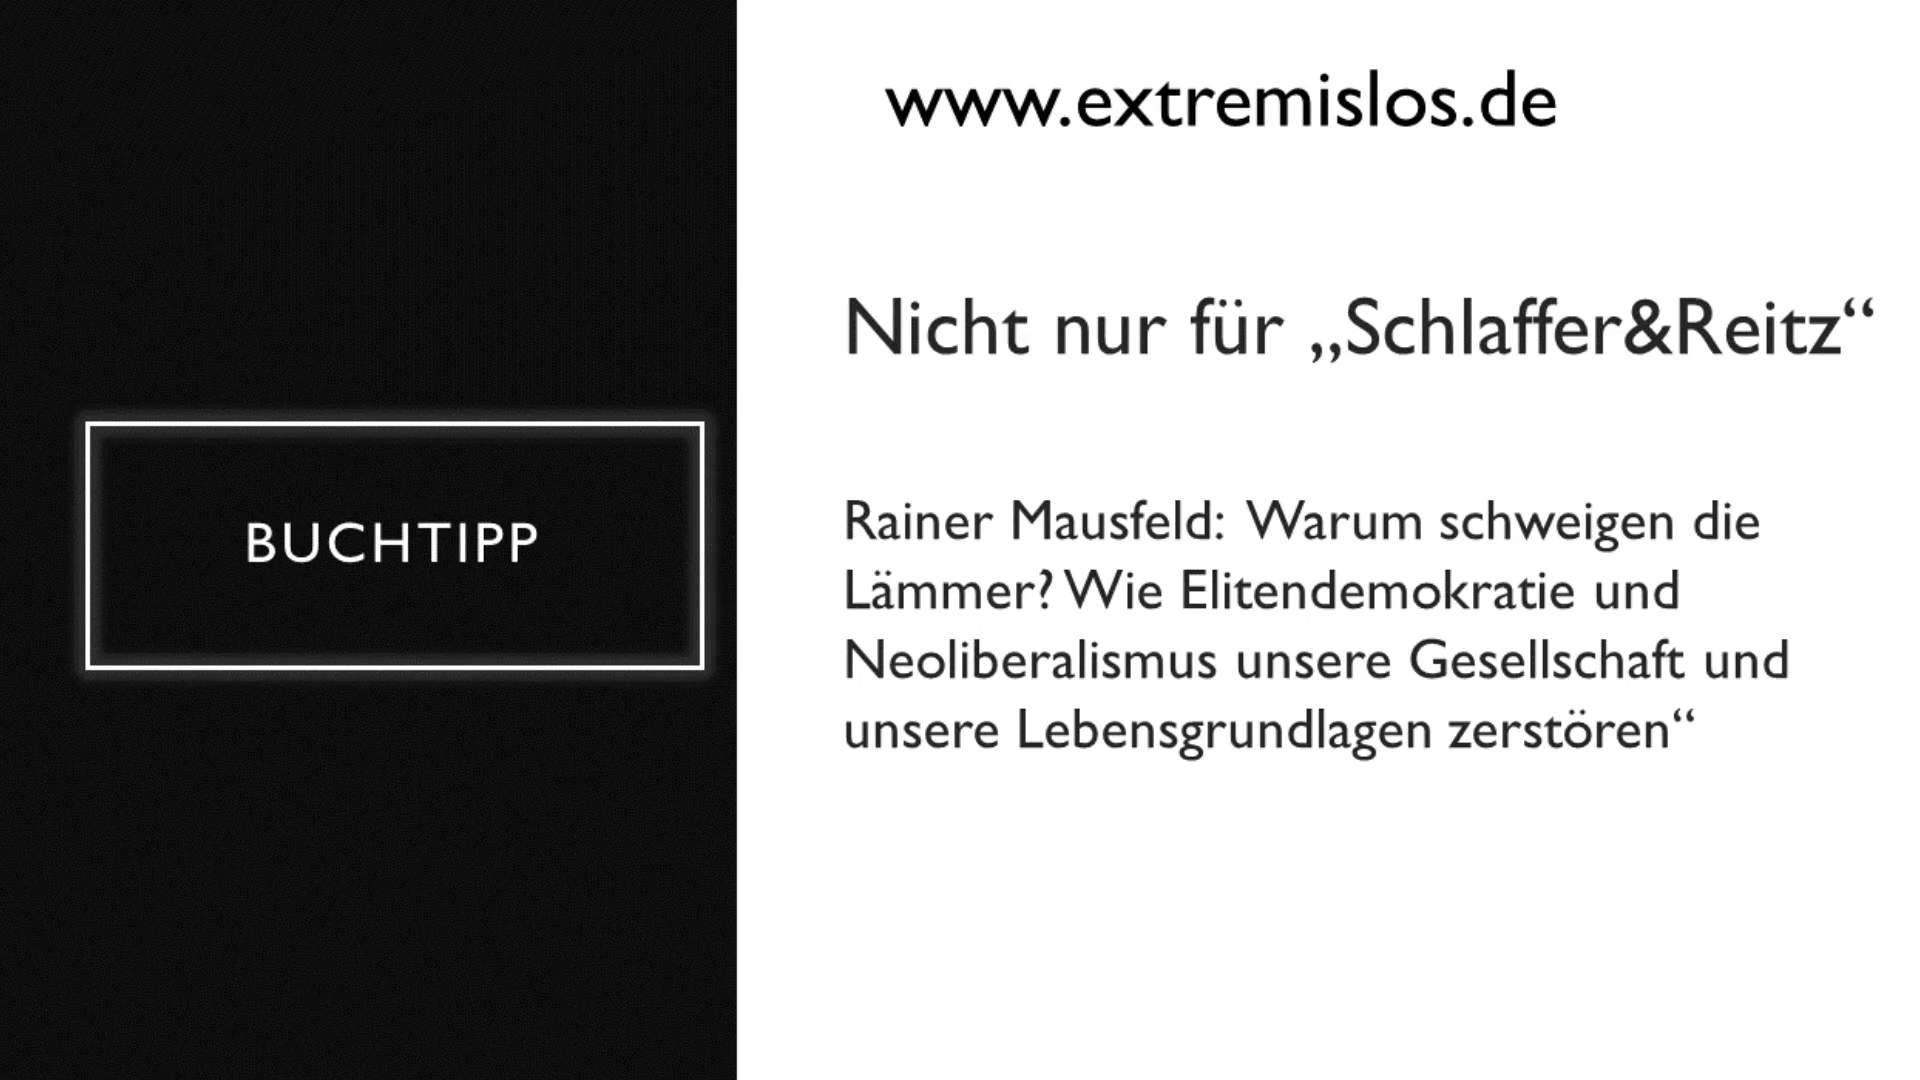 www.extremislos.de
Nicht nur für „Schlaffer&Reitz“
BUCHTIPP
Rainer Mausfeld: Warum schweigen die
Lämmer? Wie Elitendemokratie und
Neoliberalismus unsere Gesellschaft und
unsere Lebensgrundlagen zerstören“